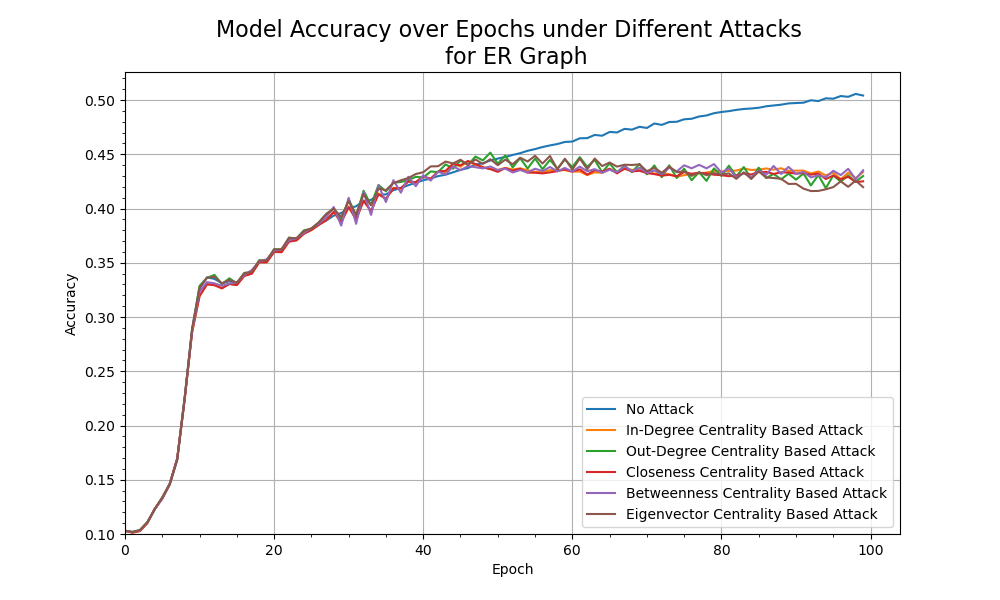 Model Accuracy over Epochs under Different Attacks
for ER Graph
Accuracy
0.50
0.45
0.40
0.35
0.30
0.25
0.20
0.15
0.10
0
20
40
60
80
100
Epoch
No Attack
In-Degree Centrality Based Attack
Out-Degree Centrality Based Attack
Closeness Centrality Based Attack
Betweenness Centrality Based Attack
Eigenvector Centrality Based Attack